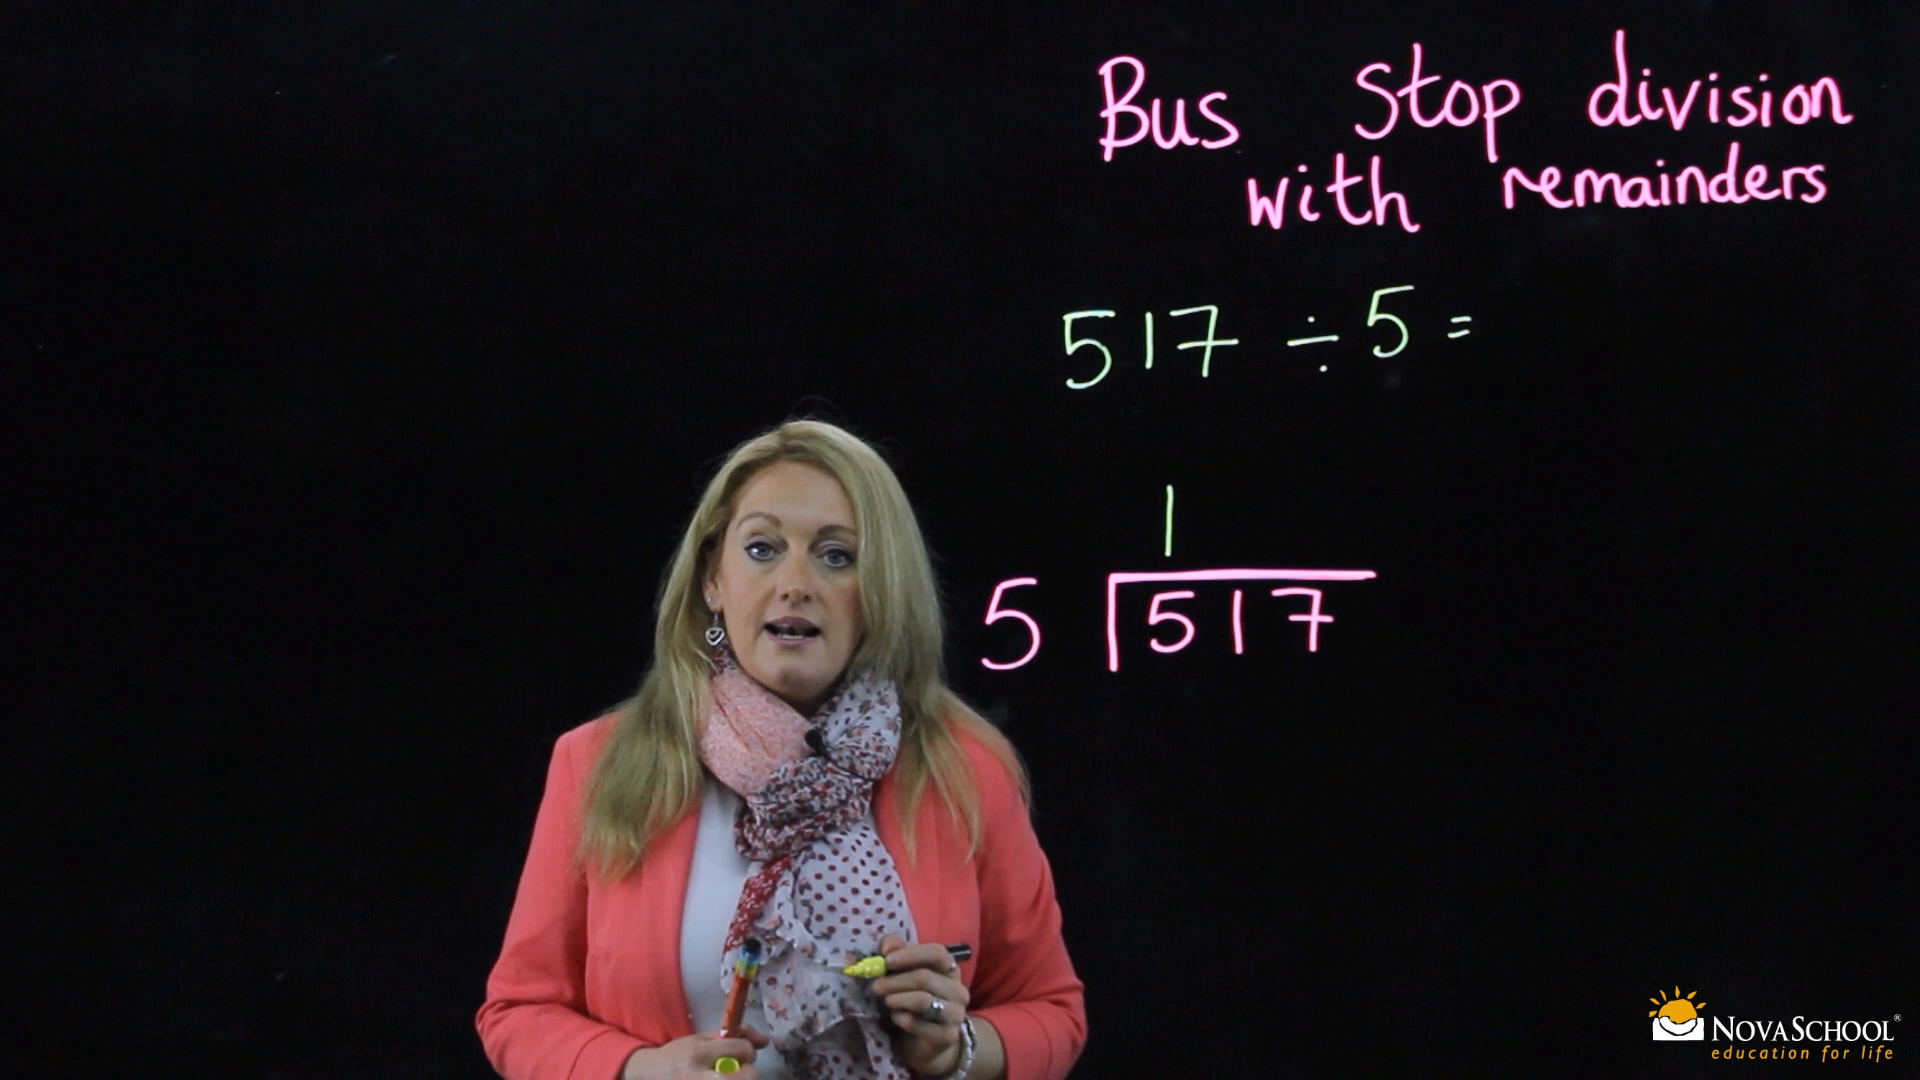 Bus Stop division
with remainders
517 ÷ 5 =
1
5 517
NOVASCHOOL®
education for life